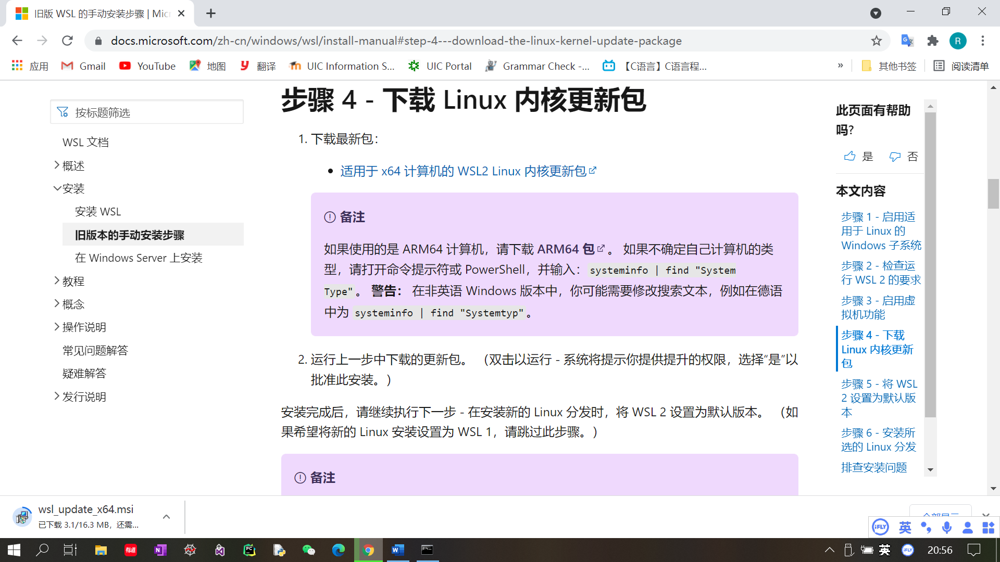 旧版 WSL 的手动安装步骤 | Mic
docs.microsoft.com/zh-cn/windows/wsl/install-manual#step-4---download-the-linux-kernel-update-package
R
应用
Gmail
YouTube
地图
翻译
UIC Information S...
UIC Portal
Grammar Check -...
【C语言】C语言程...
»
其他书签
阅读清单
按标题筛选
WSL 文档
概述
安装
安装 WSL
旧版本的手动安装步骤
在 Windows Server 上安装
教程
概念
操作说明
常见问题解答
疑难解答
发行说明
步骤 4 - 下载 Linux 内核更新包
1. 下载最新包:
• 适用于 x64 计算机的 WSL2 Linux 内核更新包
备注
如果使用的是 ARM64 计算机，请下载 ARM64 包。 如果不确定自己计算机的类
型，请打开命令提示符或 PowerShell，并输入：systeminfo | find "System
Type"。 警告： 在非英语 Windows 版本中，你可能需要修改搜索文本，例如在德语
中为 systeminfo | find "Systemtyp"。
2. 运行上一步中下载的更新包。 （双击以运行 - 系统将提示你提供提升的权限，选择“是”以
批准此安装。）
安装完成后，请继续执行下一步 - 在安装新的 Linux 分发时，将 WSL 2 设置为默认版本。 （如
果希望将新的 Linux 安装设置为 WSL 1，请跳过此步骤。）
备注
此页面有帮助
吗?
是
否
本文内容
步骤 1 - 启用适
用于 Linux 的
Windows 子系统
步骤 2 - 检查运
行 WSL 2 的要求
步骤 3 - 启用虚
拟机功能
步骤 4 - 下载
Linux 内核更新
包
步骤 5 - 将 WSL
2 设置为默认版
本
步骤 6 - 安装所
选的 Linux 分发
排查安装问题
wsl_update_x64.msi
已下载 3.1/16.3 MB，还需...
全部显示
iFLY
英
有道
N
PC
W
英
iFLY
20:56